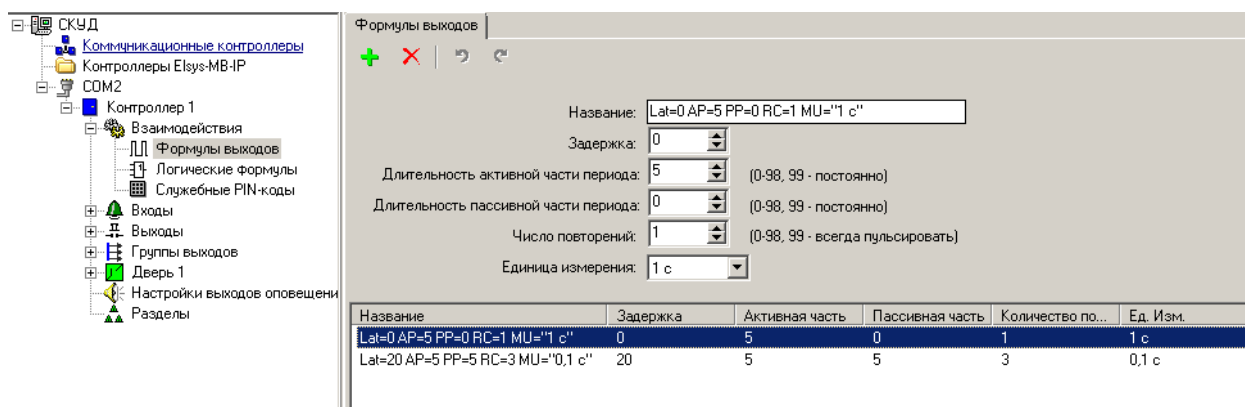 СКУД
Коммуникационные контроллеры
Контроллеры Elsys-MB-IP
COM2
Контроллер 1
Взаимодействия
Формулы выходов
Логические формулы
Служебные PIN-коды
Входы
Выходы
Группы выходов
Дверь 1
Настройки выходов оповещени
Разделы
Формулы выходов
Название: Lat=0 AP=5 PP=0 RC=1 MU="1 с"
Задержка: 0
Длительность активной части периода: 5 (0-98, 99 - постоянно)
Длительность пассивной части периода: 0 (0-98, 99 - постоянно)
Число повторений: 1 (0-98, 99 - всегда пульсировать)
Единица измерения: 1 с
Название Задержка Активная часть Пассивная часть Количество по... Ед. Изм.
Lat=0 AP=5 PP=0 RC=1 MU="1 с" 0 5 0 1 1 с
Lat=20 AP=5 PP=5 RC=3 MU="0,1 с" 20 5 5 3 0,1 с